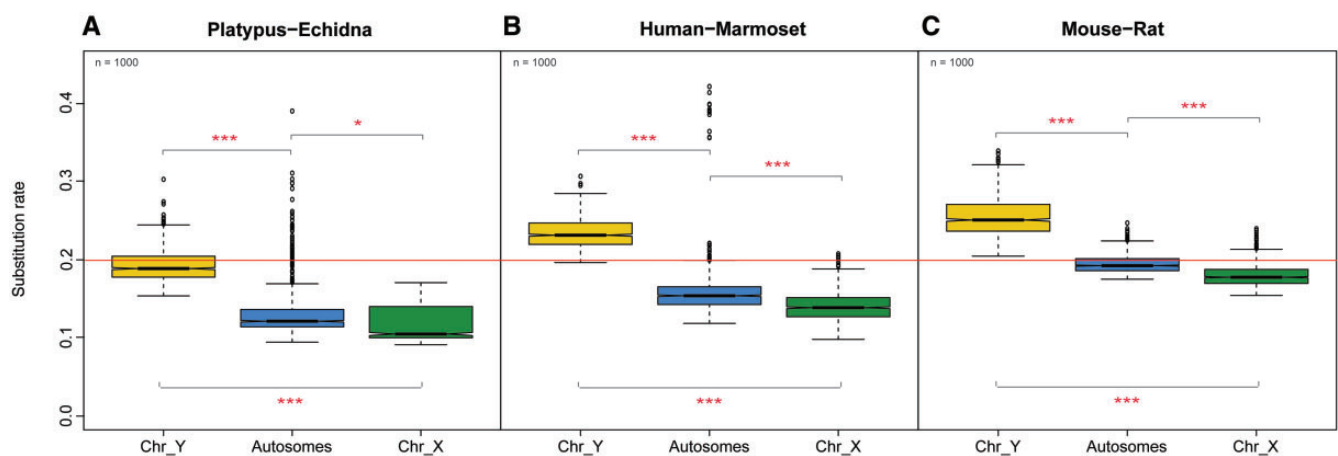 A Platypus−Echidna
B Human−Marmoset
C Mouse−Rat
n = 1000
n = 1000
n = 1000
Substitution rate
0.4
0.3
0.2
0.1
0.0
*** *
*** ***
*** ***
***
***
***
Chr_Y Autosomes Chr_X
Chr_Y Autosomes Chr_X
Chr_Y Autosomes Chr_X